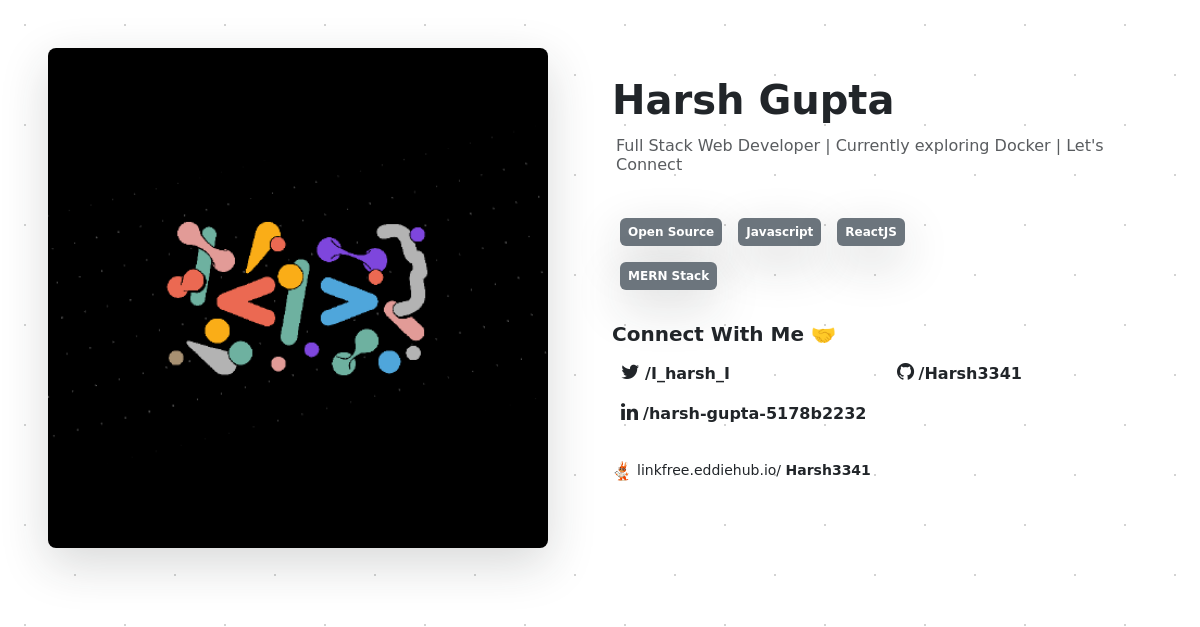 Harsh Gupta
Full Stack Web Developer | Currently exploring Docker | Let's
Connect
Open Source Javascript ReactJS
MERN Stack
Connect With Me 🤝
/I_harsh_I /Harsh3341
/harsh-gupta-5178b2232
linkfree.eddiehub.io/ Harsh3341